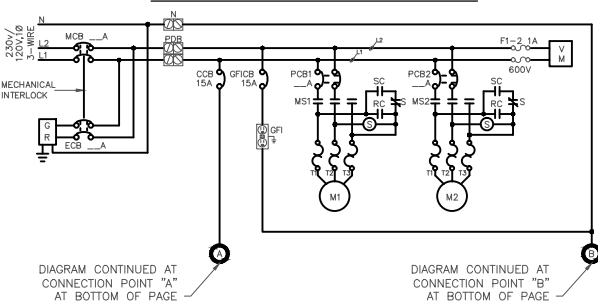 N
MCB __A
N
230v/
120V,1Ø
3-WIRE
L2
L1
PDB
L2
L1
F1-2 1A
600V
V
M
MECHANICAL
INTERLOCK
CCB
15A
GFICB
15A
PCB1
__A
SC
RC
S
MS1
S
PCB2
__A
SC
RC
S
MS2
S
G
R
ECB __A
GFI
T1
T2
T3
M1
T1
T2
T3
M2
A
B
DIAGRAM CONTINUED AT
CONNECTION POINT "A"
AT BOTTOM OF PAGE
DIAGRAM CONTINUED AT
CONNECTION POINT "B"
AT BOTTOM OF PAGE